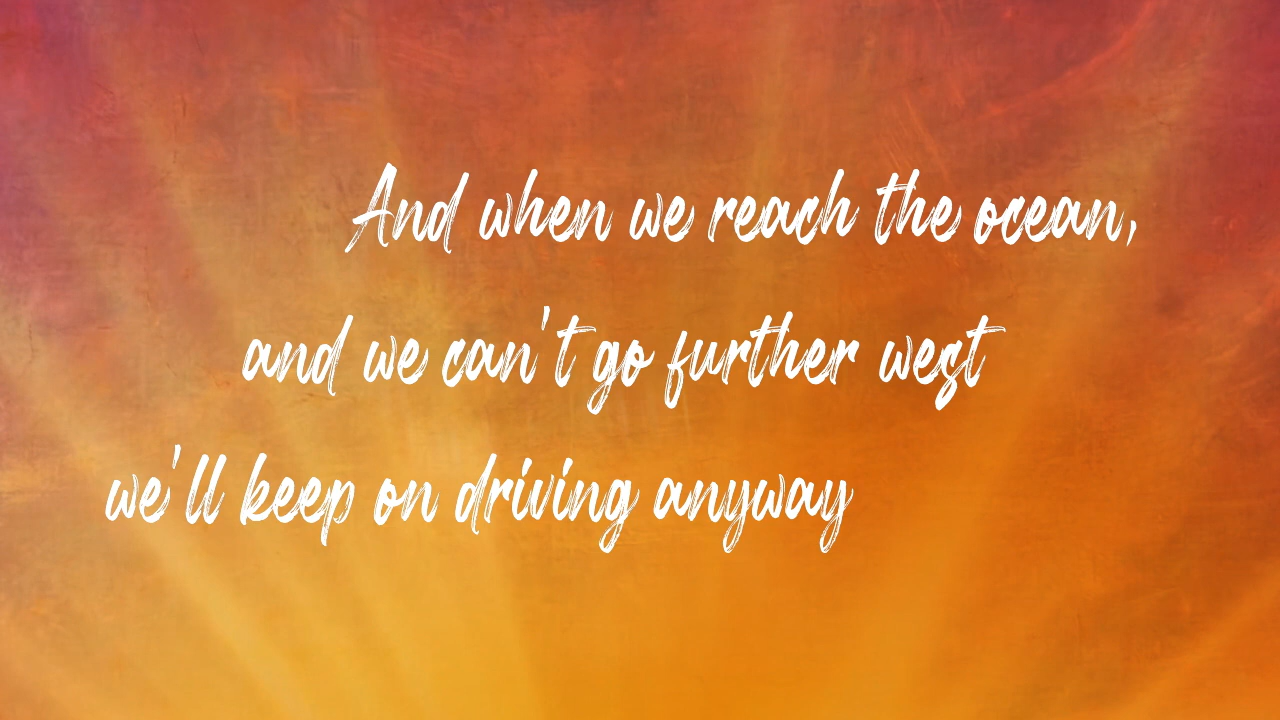 And when we reach the ocean,
and we can't go further west
we'll keep on driving anyway